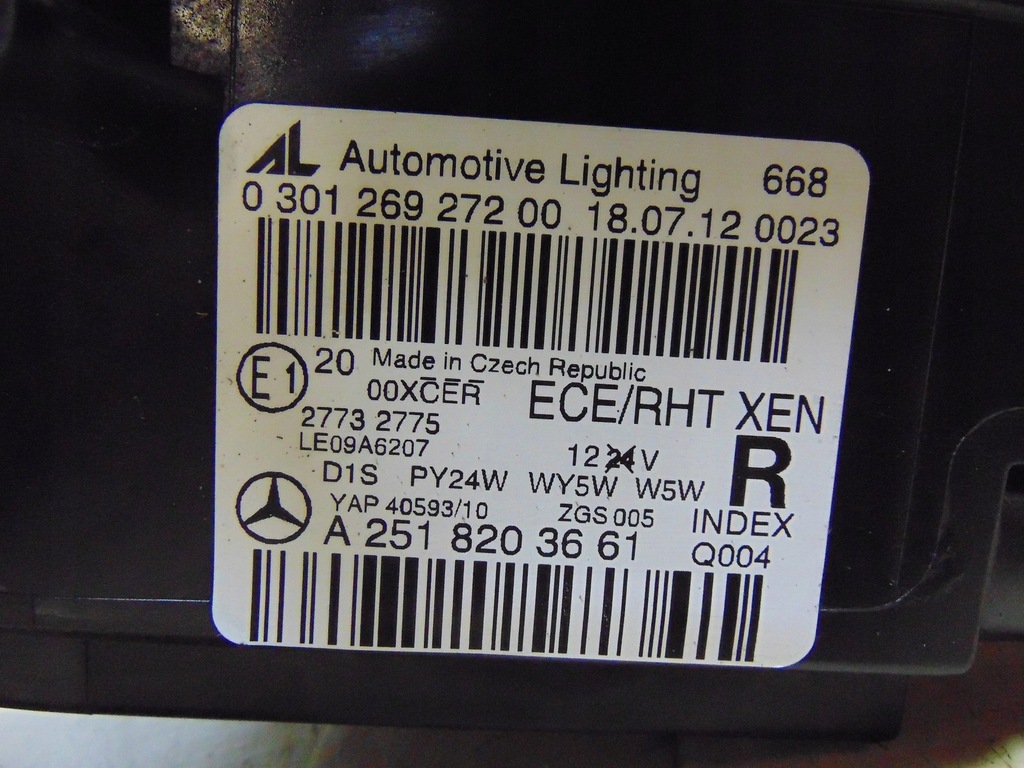 AL Automotive Lighting 668
0 301 269 272 00 18.07.12 0023
E1 20 Made in Czech Republic
00XCER ECE/RHT XEN
2773 2775
LE09A6207 12 24 V R
D1S PY24W WY5W W5W
YAP 40593/10 ZGS 005 INDEX
A 251 820 36 61 Q004